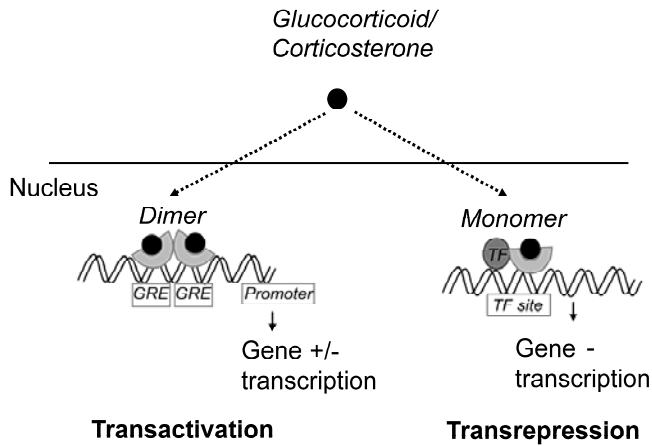 Glucocorticoid/
Corticosterone
Nucleus
Dimer
Monomer
TF
GRE GRE Promoter
TF site
Gene +/-
transcription
Gene -
transcription
Transactivation
Transrepression